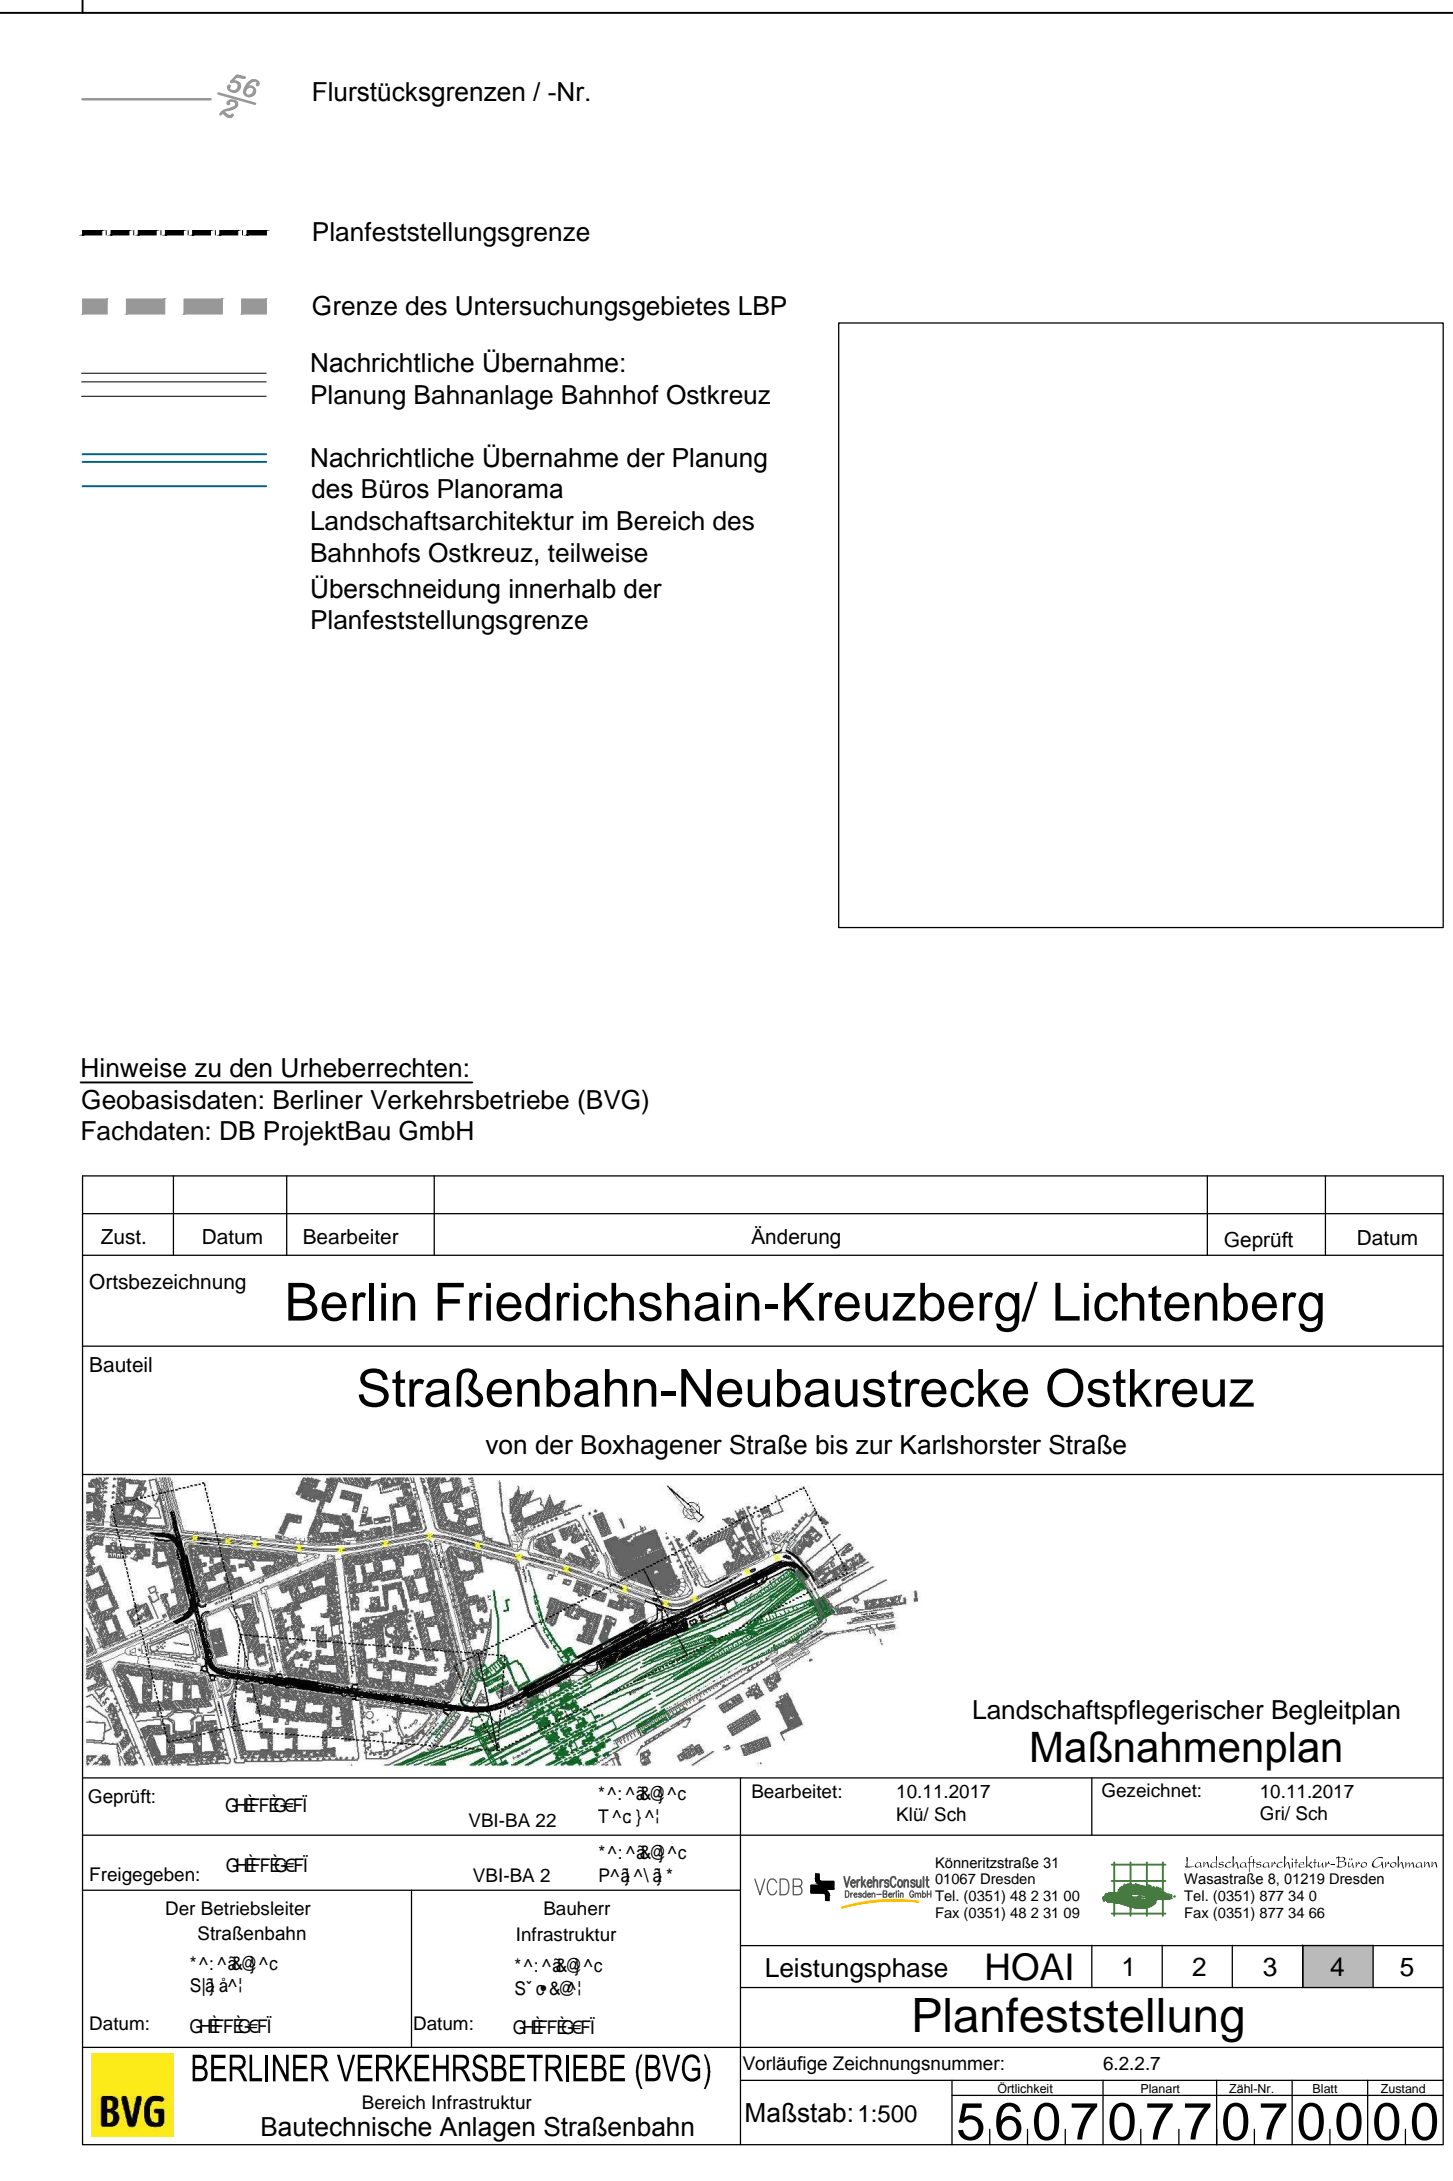 56
2
Flurstücksgrenzen / -Nr.
Planfeststellungsgrenze
Grenze des Untersuchungsgebietes LBP
Nachrichtliche Übernahme:
Planung Bahnanlage Bahnhof Ostkreuz
Nachrichtliche Übernahme der Planung
des Büros Planorama
Landschaftsarchitektur im Bereich des
Bahnhofs Ostkreuz, teilweise
Überschneidung innerhalb der
Planfeststellungsgrenze
Hinweise zu den Urheberrechten:
Geobasisdaten: Berliner Verkehrsbetriebe (BVG)
Fachdaten: DB ProjektBau GmbH
Zust. Datum Bearbeiter Änderung Geprüft Datum
Ortsbezeichnung
Berlin Friedrichshain-Kreuzberg/ Lichtenberg
Bauteil
Straßenbahn-Neubaustrecke Ostkreuz
von der Boxhagener Straße bis zur Karlshorster Straße
Landschaftspflegerischer Begleitplan
Maßnahmenplan
Geprüft:
VBI-BA 22
Bearbeitet: 10.11.2017
Klü/ Sch
Gezeichnet: 10.11.2017
Gri/ Sch
Freigegeben:
VBI-BA 2
VCDB VerkehrsConsult
Dresden-Berlin GmbH
Könneritzstraße 31
01067 Dresden
Tel. (0351) 48 2 31 00
Fax (0351) 48 2 31 09
Landschaftsarchitektur-Büro Grohmann
Wasastraße 8, 01219 Dresden
Tel. (0351) 877 34 0
Fax (0351) 877 34 66
Der Betriebsleiter
Straßenbahn
Datum:
Bauherr
Infrastruktur
Datum:
Leistungsphase HOAI 1 2 3 4 5
Planfeststellung
BVG
BERLINER VERKEHRSBETRIEBE (BVG)
Bereich Infrastruktur
Bautechnische Anlagen Straßenbahn
Vorläufige Zeichnungsnummer: 6.2.2.7
Maßstab: 1:500
Örtlichkeit Planart Zähl-Nr. Blatt Zustand
5607 077 07 00 00